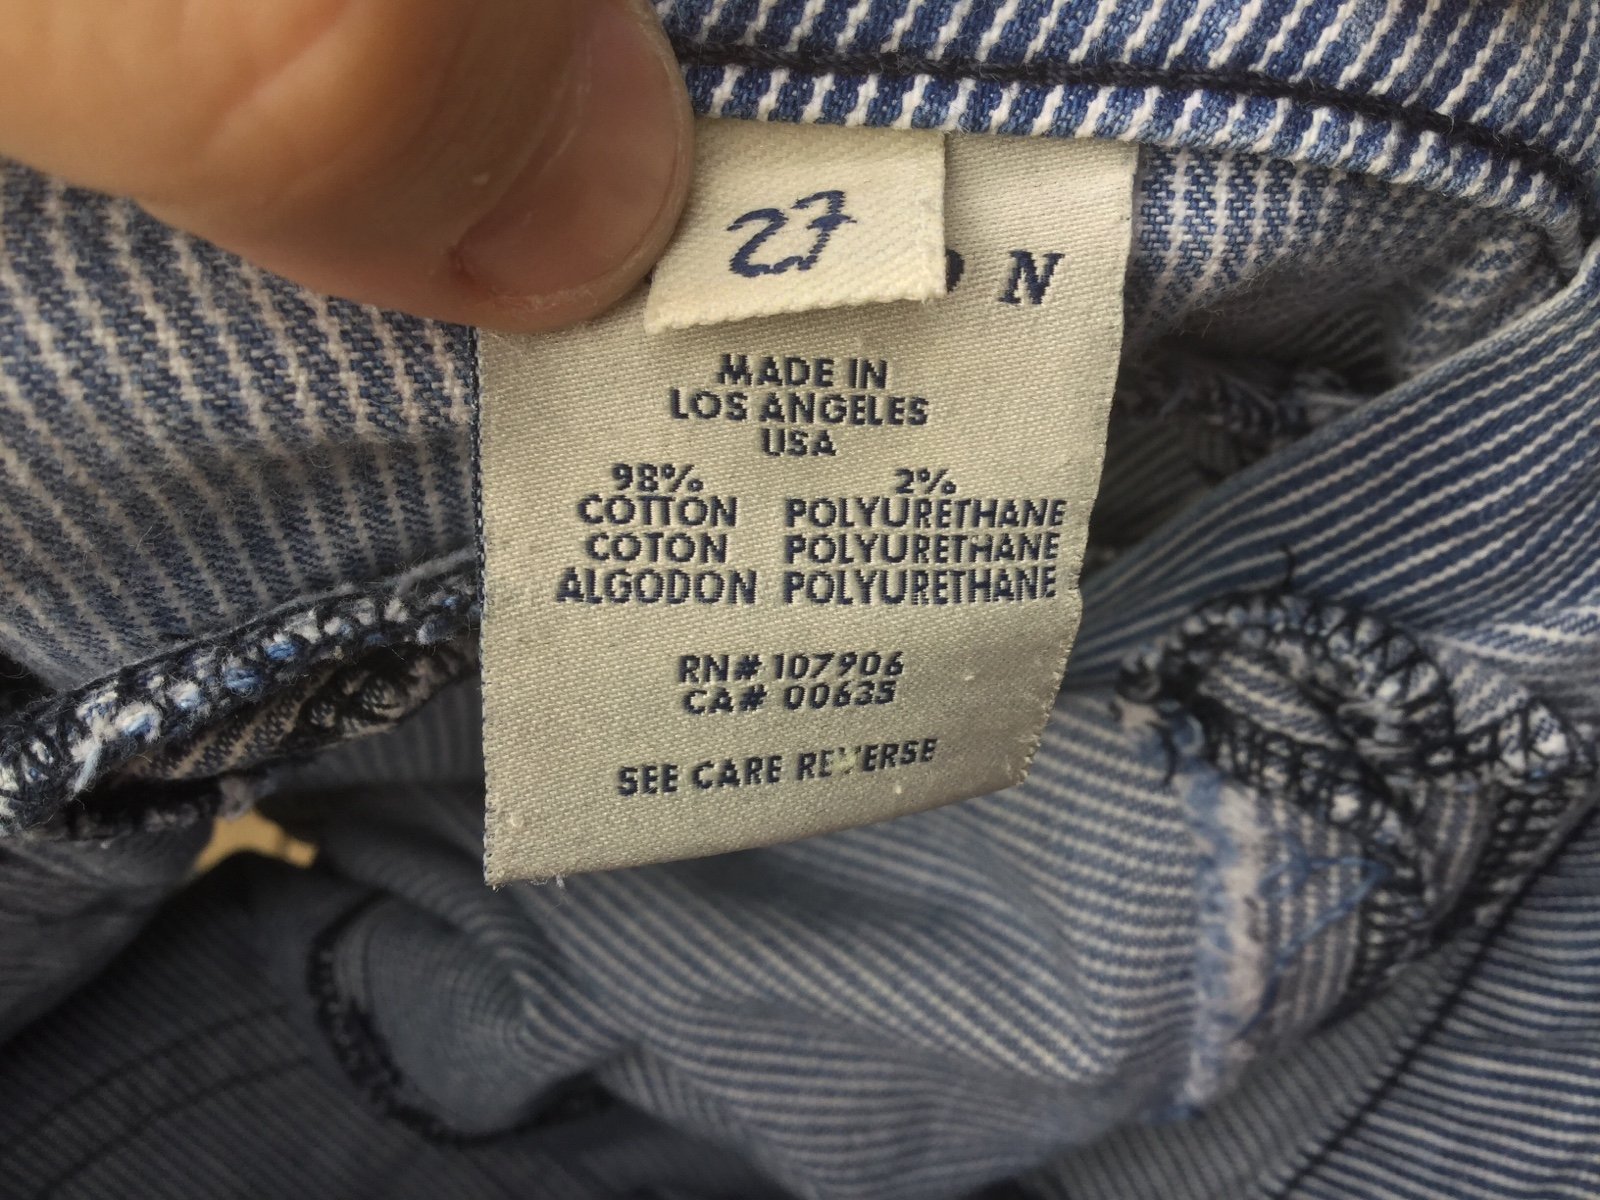 27
N
MADE IN
LOS ANGELES
USA
98% 2%
COTTON POLYURETHANE
COTON POLYURETHANE
ALGODON POLYURETHANE
RN# 107906
CA# 00635
SEE CARE REVERSE